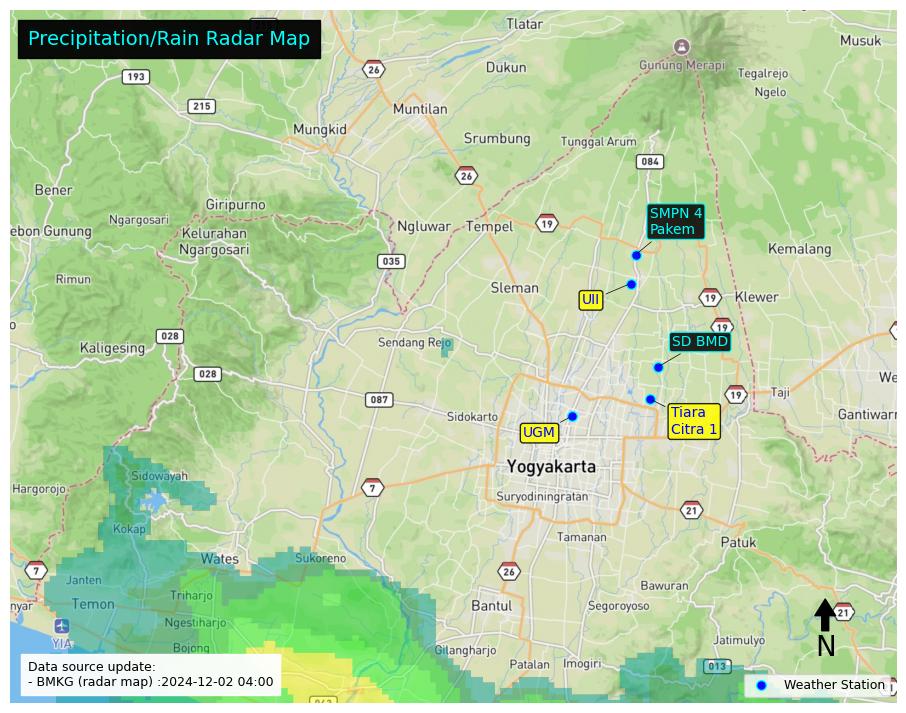 Precipitation/Rain Radar Map
Tlatar
Musuk
26
193
Dukun
Gunung Merapi
Tegalrejo
Ngelo
215
Muntilan
Mungkid
Srumbung
Tunggal Arum
084
26
Bener
Giripurno
Ngargosari
SMPN 4
Pakem
ebon Gunung
Kelurahan
Ngargosari
Ngluwar
Tempel
19
Kemalang
035
Rimun
Sleman
UII
19
Klewer
19
028
Kaligesing
Sendang Rejo
SD BMD
028
We
087
19
Taji
Sidokarto
Tiara
Citra 1
Gantiwarn
UGM
Yogyakarta
Sidowayah
Hargorojo
7
Suryodiningratan
21
Kokap
Tamanan
Patuk
Wates
Sukoreno
7
26
Janten
Bawuran
nyar
Temon
Triharjo
Bantul
Segoroyoso
21
Ngestiharjo
YIA
N
Bojong
Gilangharjo
Jatimulyo
Patalan
Imogiri
013
Data source update:
- BMKG (radar map) :2024-12-02 04:00
Weather Station